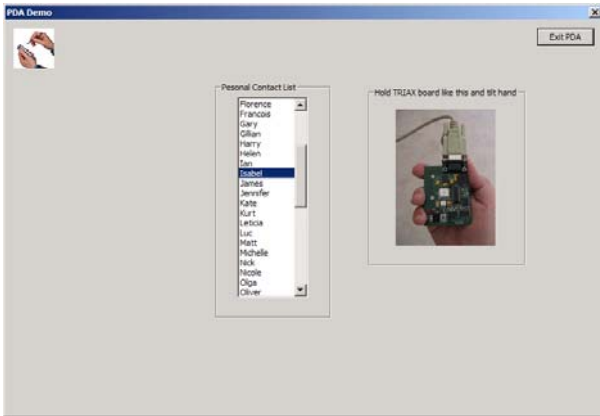 PDA Demo
Exit PDA
Pesonal Contact List
Hold TRIAX board like this and tilt hand
Florence
Francois
Gary
Gillian
Harry
Helen
Ian
Isabel
James
Jennifer
Kate
Kurt
Leticia
Luc
Matt
Michelle
Nick
Nicole
Olga
Oliver